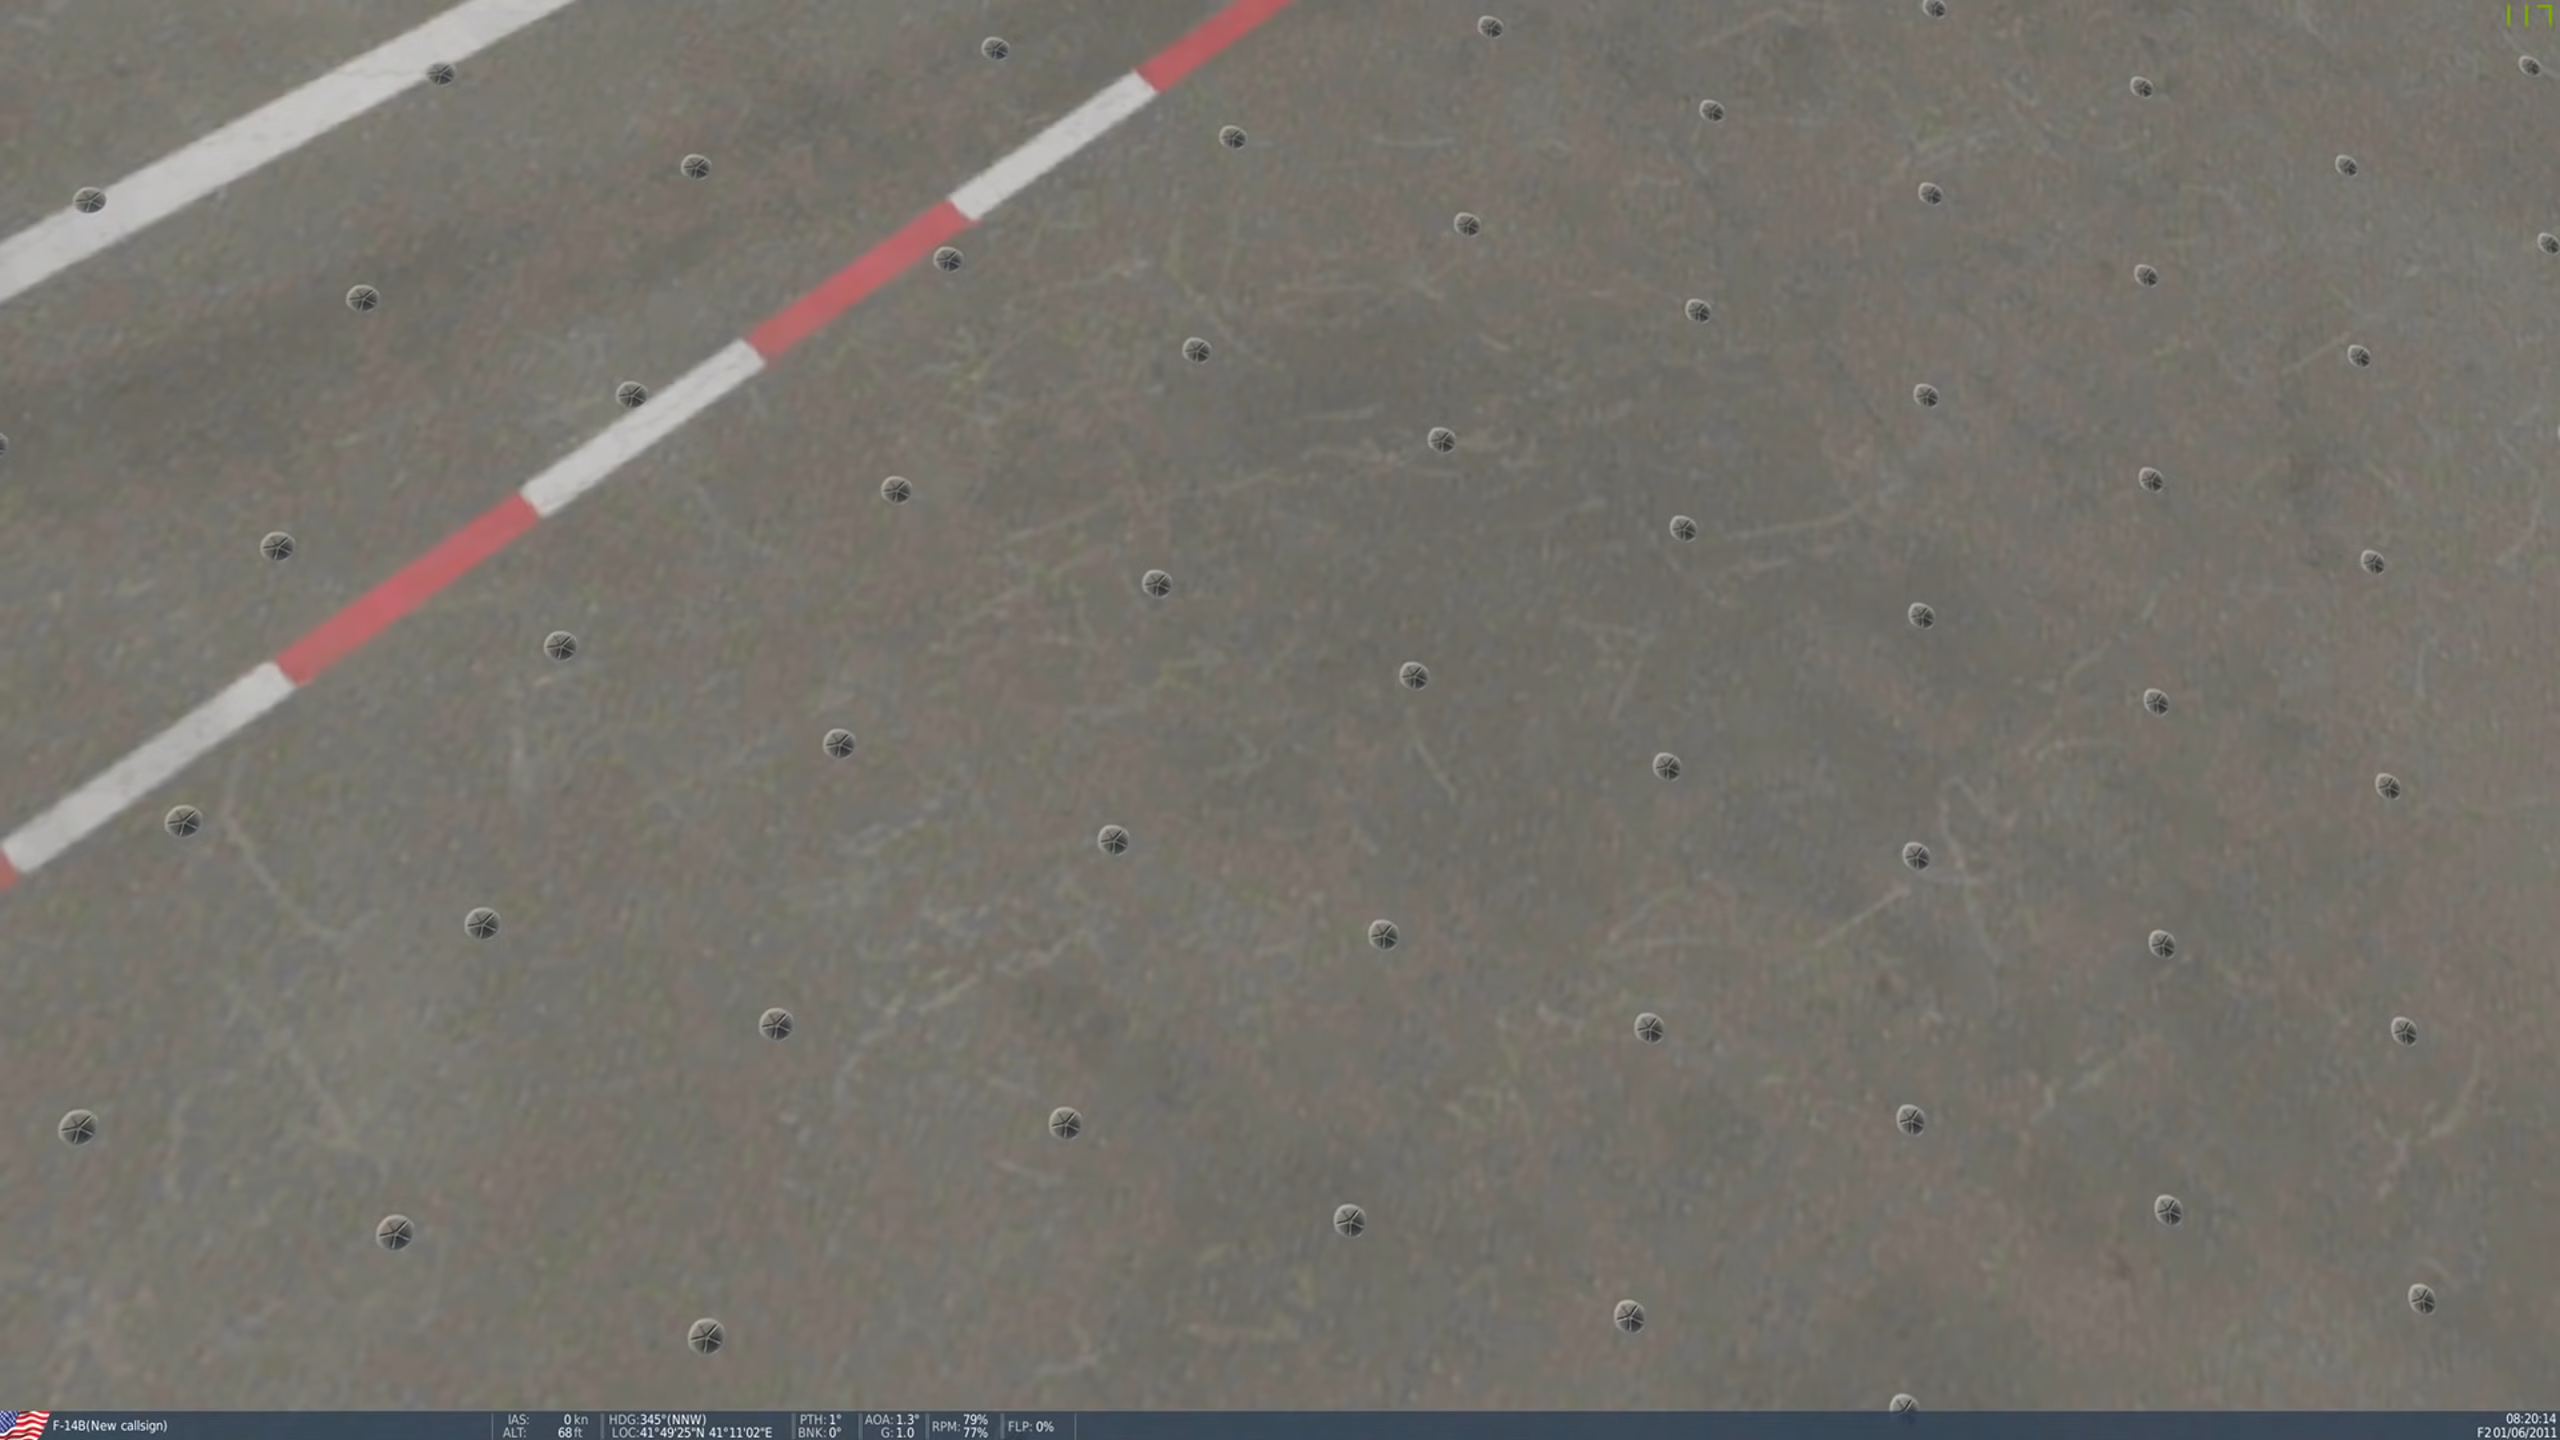 117
F-14B(New callsign)
IAS: 0 kn
ALT: 68 ft
HDG:345°(NNW)
LOC:41°49'25"N 41°11'02"E
PTH: 1°
BNK: 0°
AOA: 1.3°
G: 1.0
RPM: 79%
77%
FLP: 0%
08:20:14
F2 01/06/2011